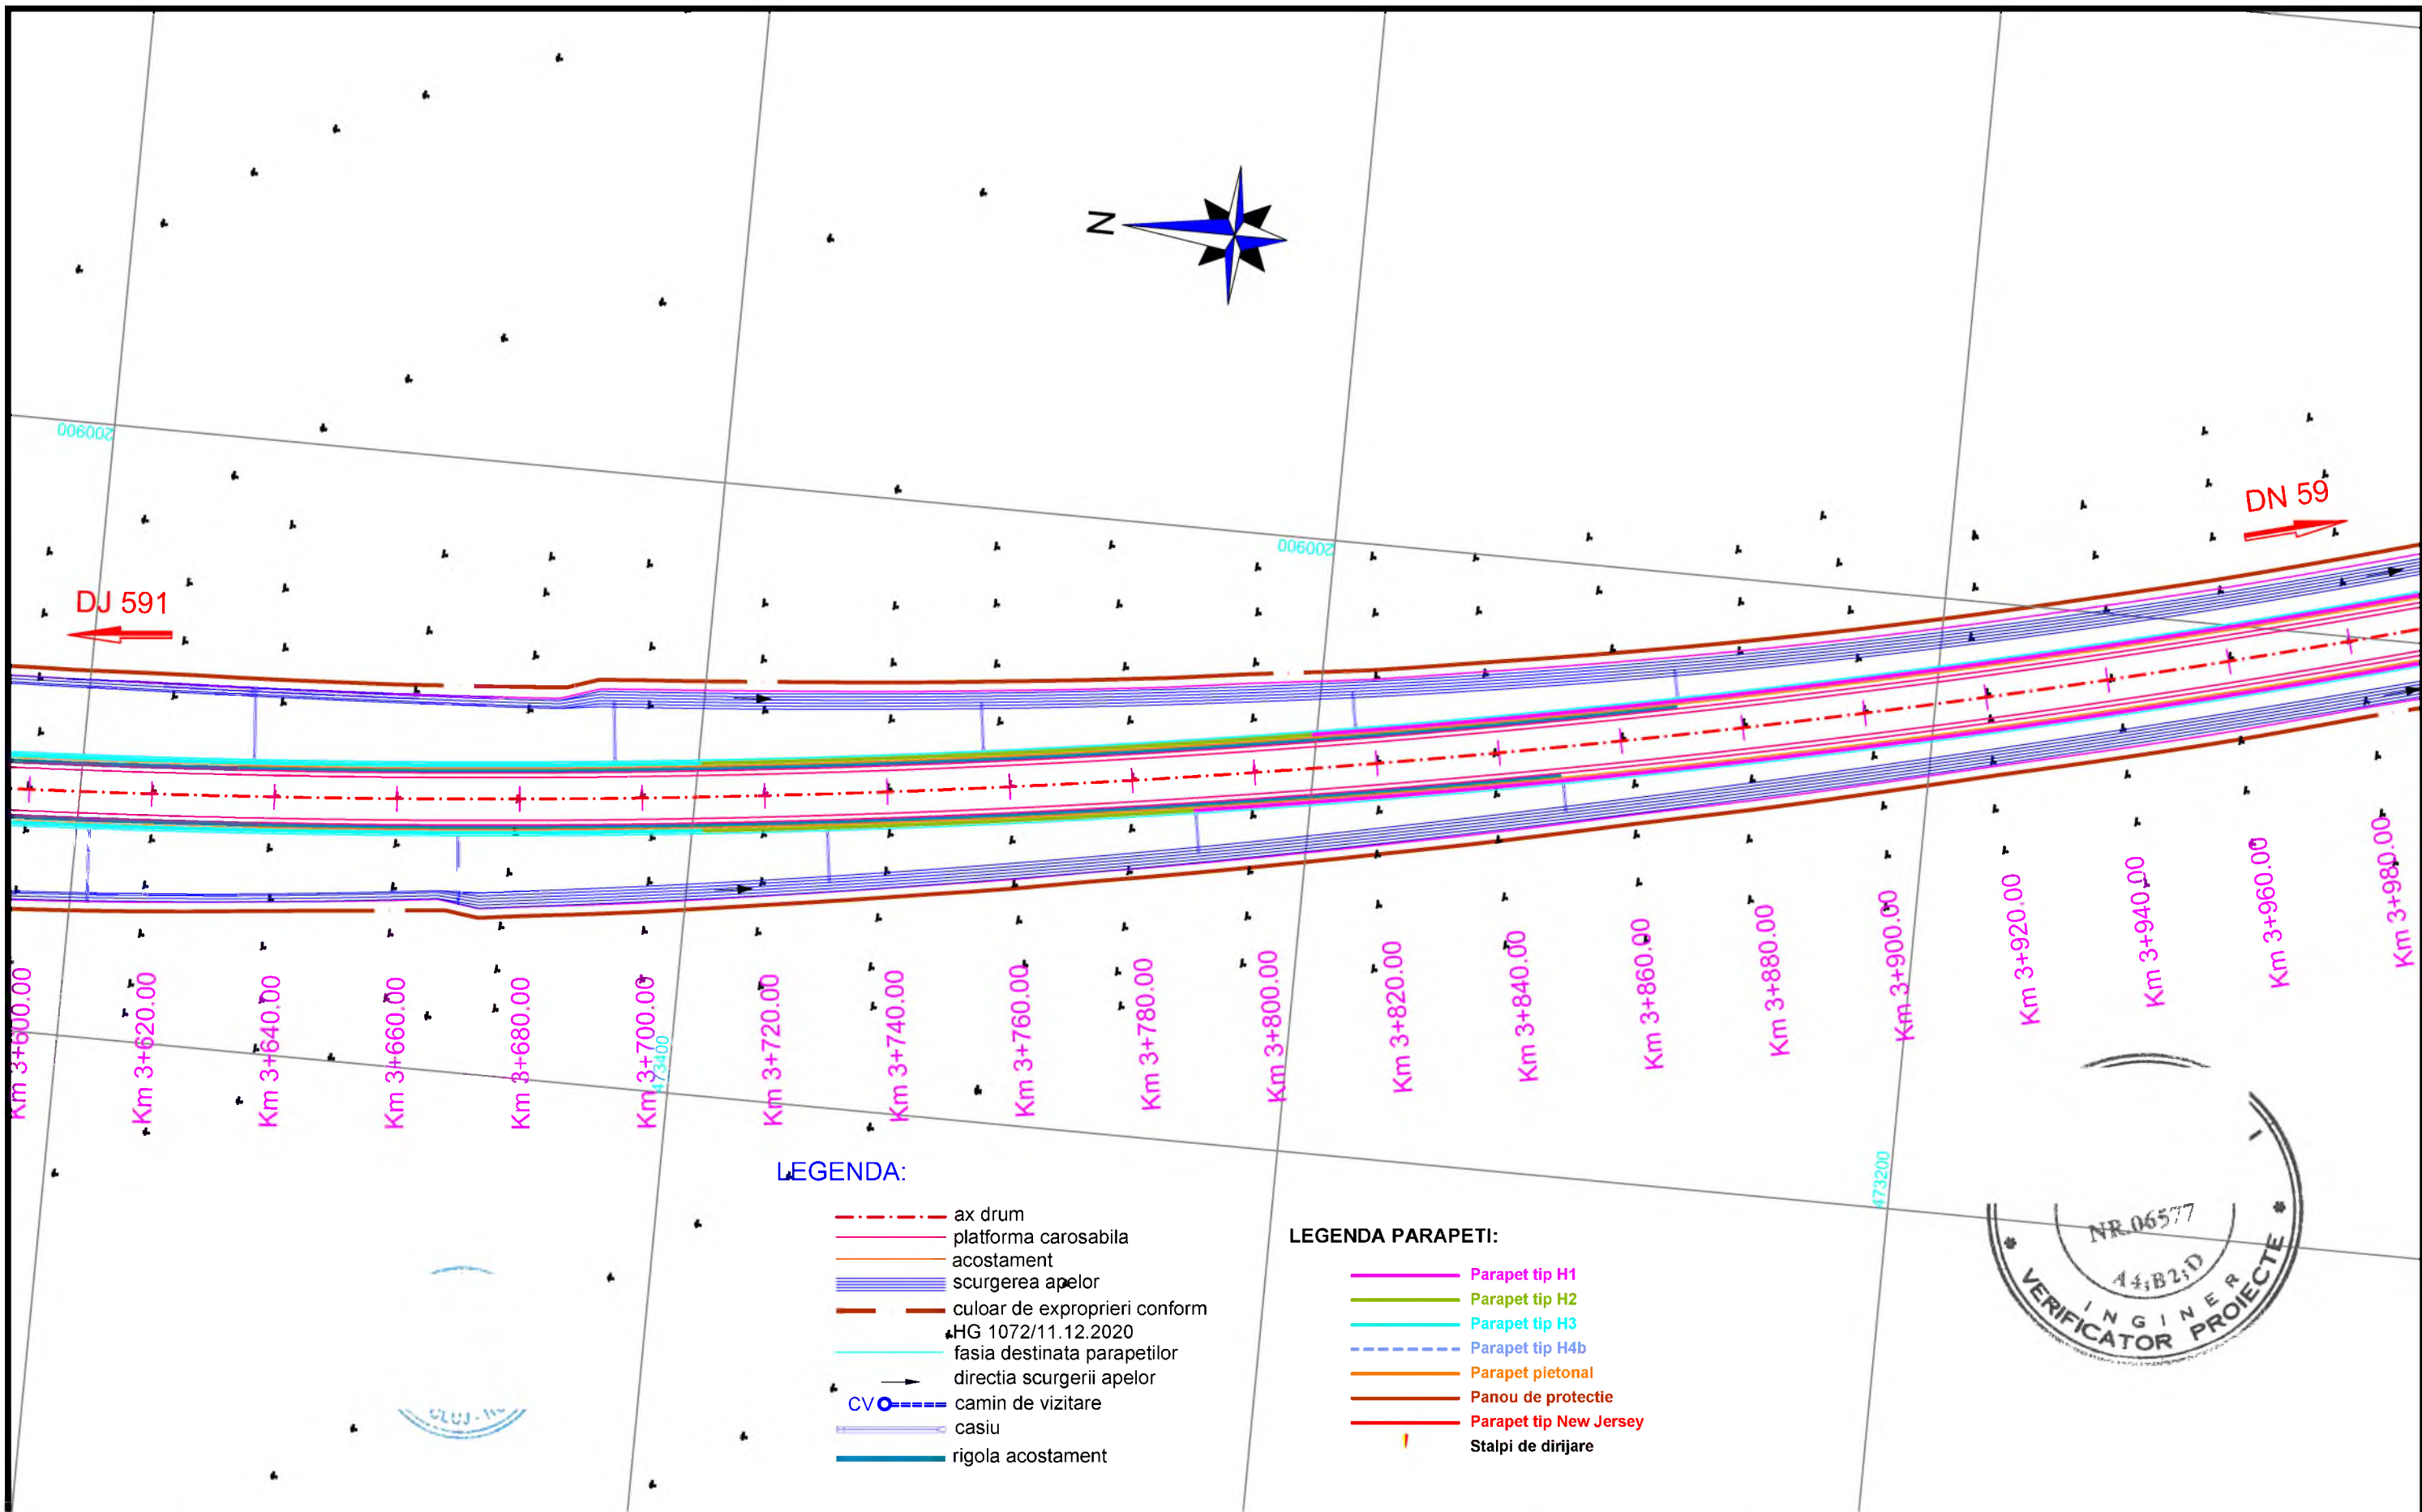 N
200900
200900
DN 59
DJ 591
Km 3+600.00
Km 3+620.00
Km 3+640.00
Km 3+660.00
Km 3+680.00
Km 3+700.00
Km 3+720.00
Km 3+740.00
Km 3+760.00
Km 3+780.00
Km 3+800.00
Km 3+820.00
Km 3+840.00
Km 3+860.00
Km 3+880.00
Km 3+900.00
Km 3+920.00
Km 3+940.00
Km 3+960.00
Km 3+980.00
473400
473200
LEGENDA:
ax drum
platforma carosabila
acostament
scurgerea apelor
culoar de exproprieri conform
HG 1072/11.12.2020
fasia destinata parapetilor
directia scurgerii apelor
CV camin de vizitare
casiu
rigola acostament
LEGENDA PARAPETI:
Parapet tip H1
Parapet tip H2
Parapet tip H3
Parapet tip H4b
Parapet pietonal
Panou de protectie
Parapet tip New Jersey
Stalpi de dirijare
NR.06577
A4;B2;D
INGINER
* VERIFICATOR PROIECTE *